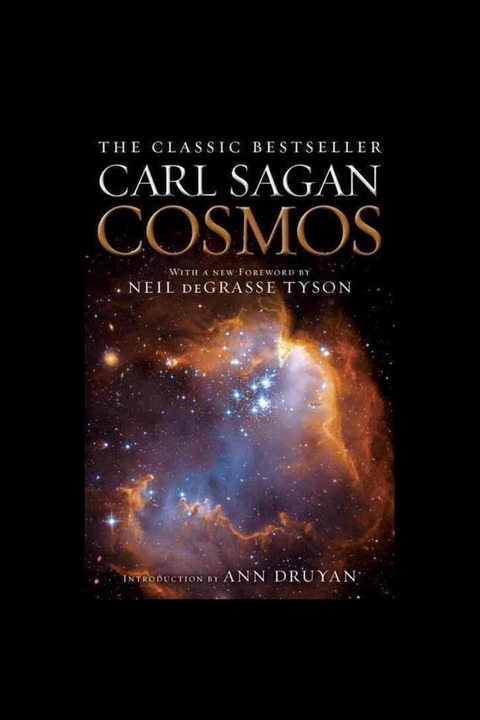 THE CLASSIC BESTSELLER
CARL SAGAN
COSMOS
WITH A NEW FOREWORD BY
NEIL DEGRASSE TYSON
INTRODUCTION BY ANN DRUYAN